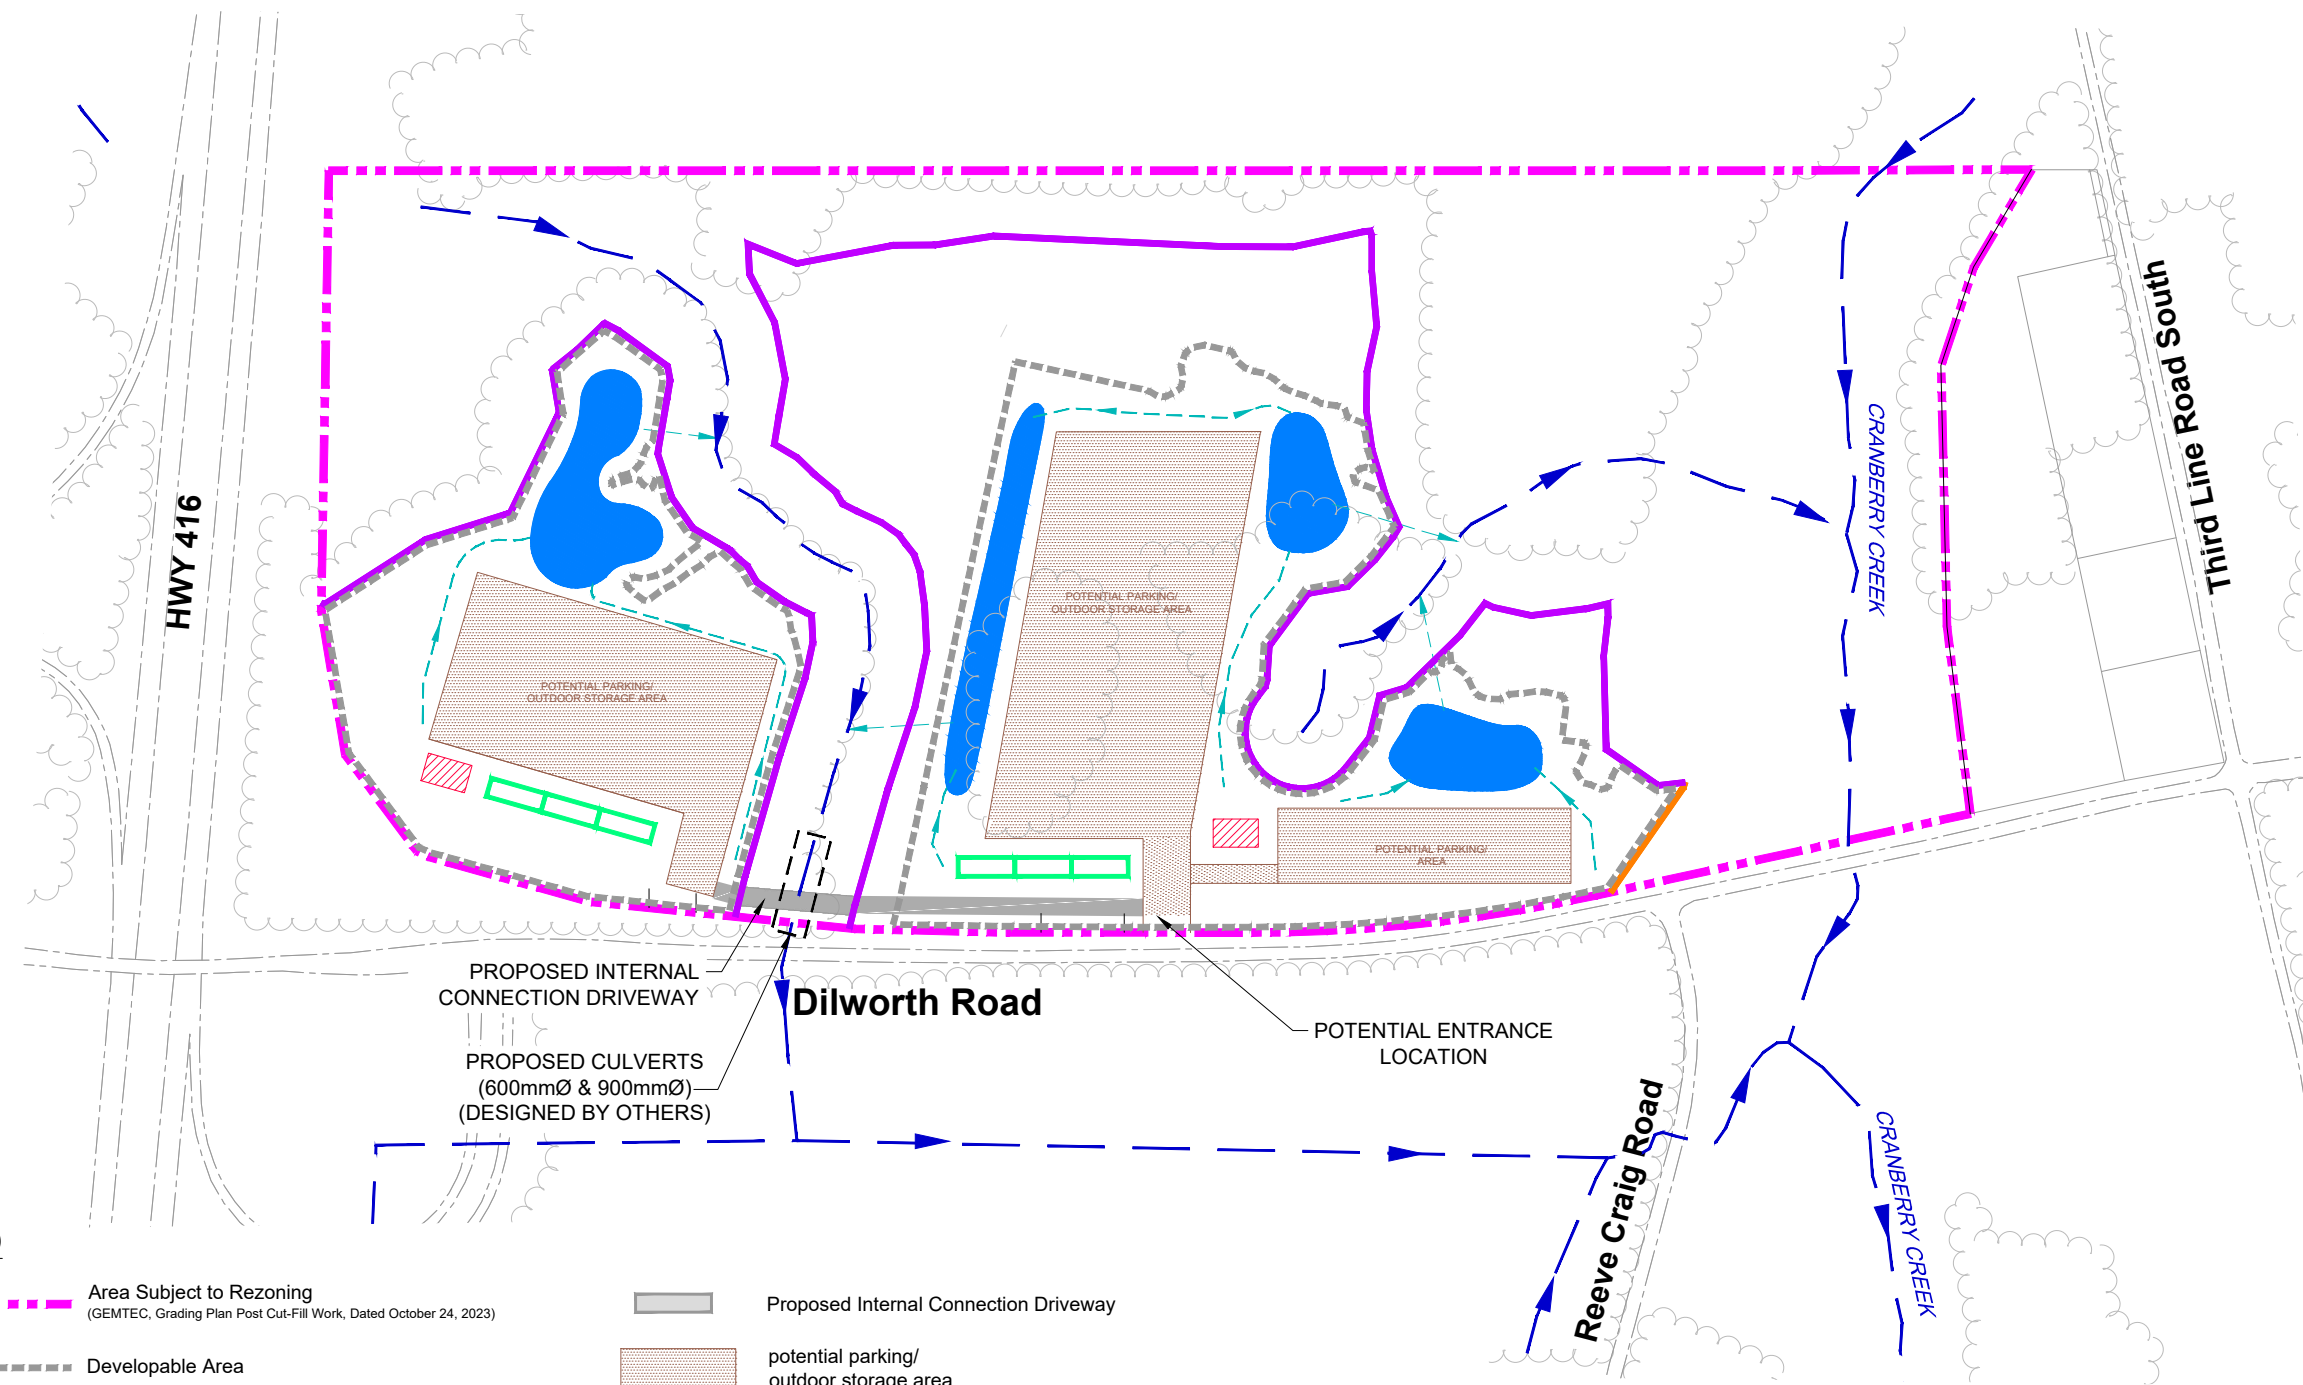 HWY 416
Third Line Road South
CRANBERRY CREEK
POTENTIAL PARKING/
OUTDOOR STORAGE AREA
POTENTIAL PARKING/
OUTDOOR STORAGE AREA
POTENTIAL PARKING/
AREA
PROPOSED INTERNAL
CONNECTION DRIVEWAY
Dilworth Road
PROPOSED CULVERTS
(600mmØ & 900mmØ)
(DESIGNED BY OTHERS)
POTENTIAL ENTRANCE
LOCATION
Reeve Craig Road
CRANBERRY CREEK
Area Subject to Rezoning
(GEMTEC, Grading Plan Post Cut-Fill Work, Dated October 24, 2023)
Developable Area
Proposed Internal Connection Driveway
potential parking/
outdoor storage area